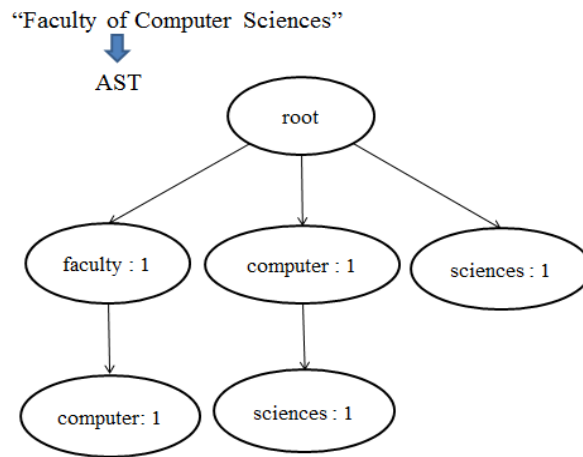 “Faculty of Computer Sciences”
AST
root
faculty : 1
computer : 1
sciences : 1
computer: 1
sciences : 1